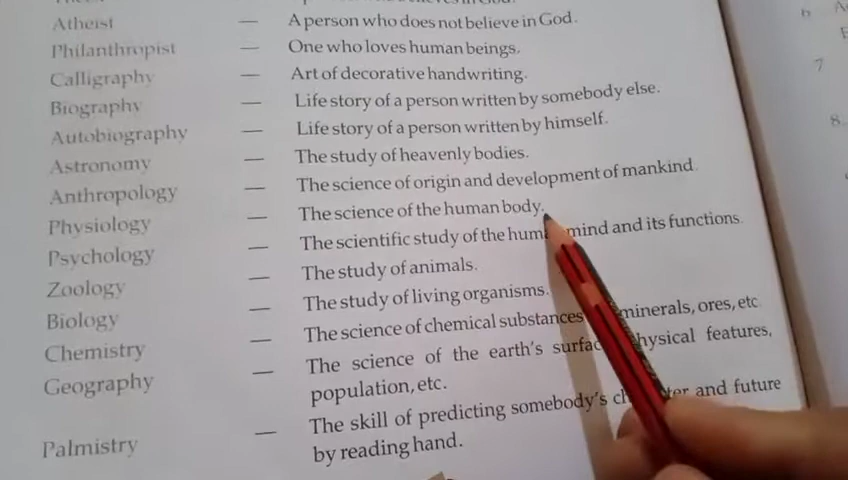 Atheist — A person who does not believe in God.
Philanthropist — One who loves human beings.
Calligraphy — Art of decorative handwriting.
Biography — Life story of a person written by somebody else.
Autobiography — Life story of a person written by himself.
Astronomy — The study of heavenly bodies.
Anthropology — The science of origin and development of mankind.
Physiology — The science of the human body.
Psychology — The scientific study of the mind and its functions.
Zoology — The study of animals.
Biology — The study of living organisms.
Chemistry — The science of chemical substances minerals, ores, etc
Geography — The science of the earth's features,
population, etc.
Palmistry — The skill of predicting somebody's and future
by reading hand.
6
7
8.